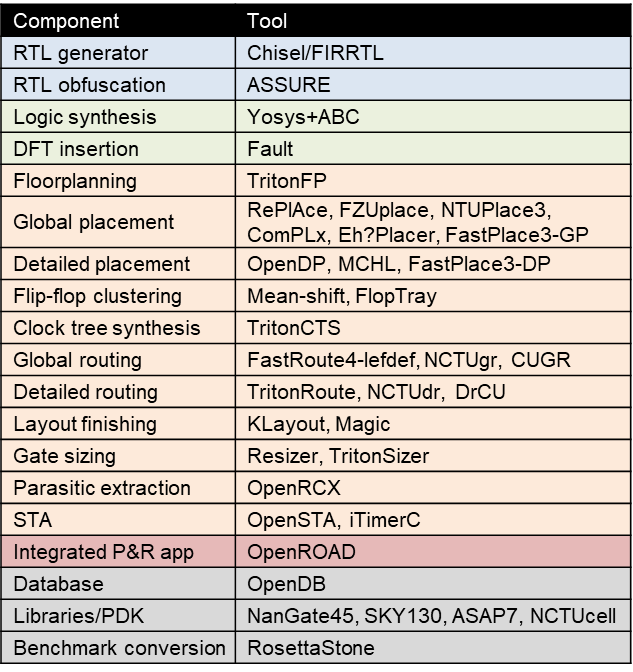 Component Tool
RTL generator Chisel/FIRRTL
RTL obfuscation ASSURE
Logic synthesis Yosys+ABC
DFT insertion Fault
Floorplanning TritonFP
Global placement RePlAce, FZUplace, NTUPlace3,
ComPLx, Eh?Placer, FastPlace3-GP
Detailed placement OpenDP, MCHL, FastPlace3-DP
Flip-flop clustering Mean-shift, FlopTray
Clock tree synthesis TritonCTS
Global routing FastRoute4-lefdef, NCTUgr, CUGR
Detailed routing TritonRoute, NCTUdr, DrCU
Layout finishing KLayout, Magic
Gate sizing Resizer, TritonSizer
Parasitic extraction OpenRCX
STA OpenSTA, iTimerC
Integrated P&R app OpenROAD
Database OpenDB
Libraries/PDK NanGate45, SKY130, ASAP7, NCTUcell
Benchmark conversion RosettaStone